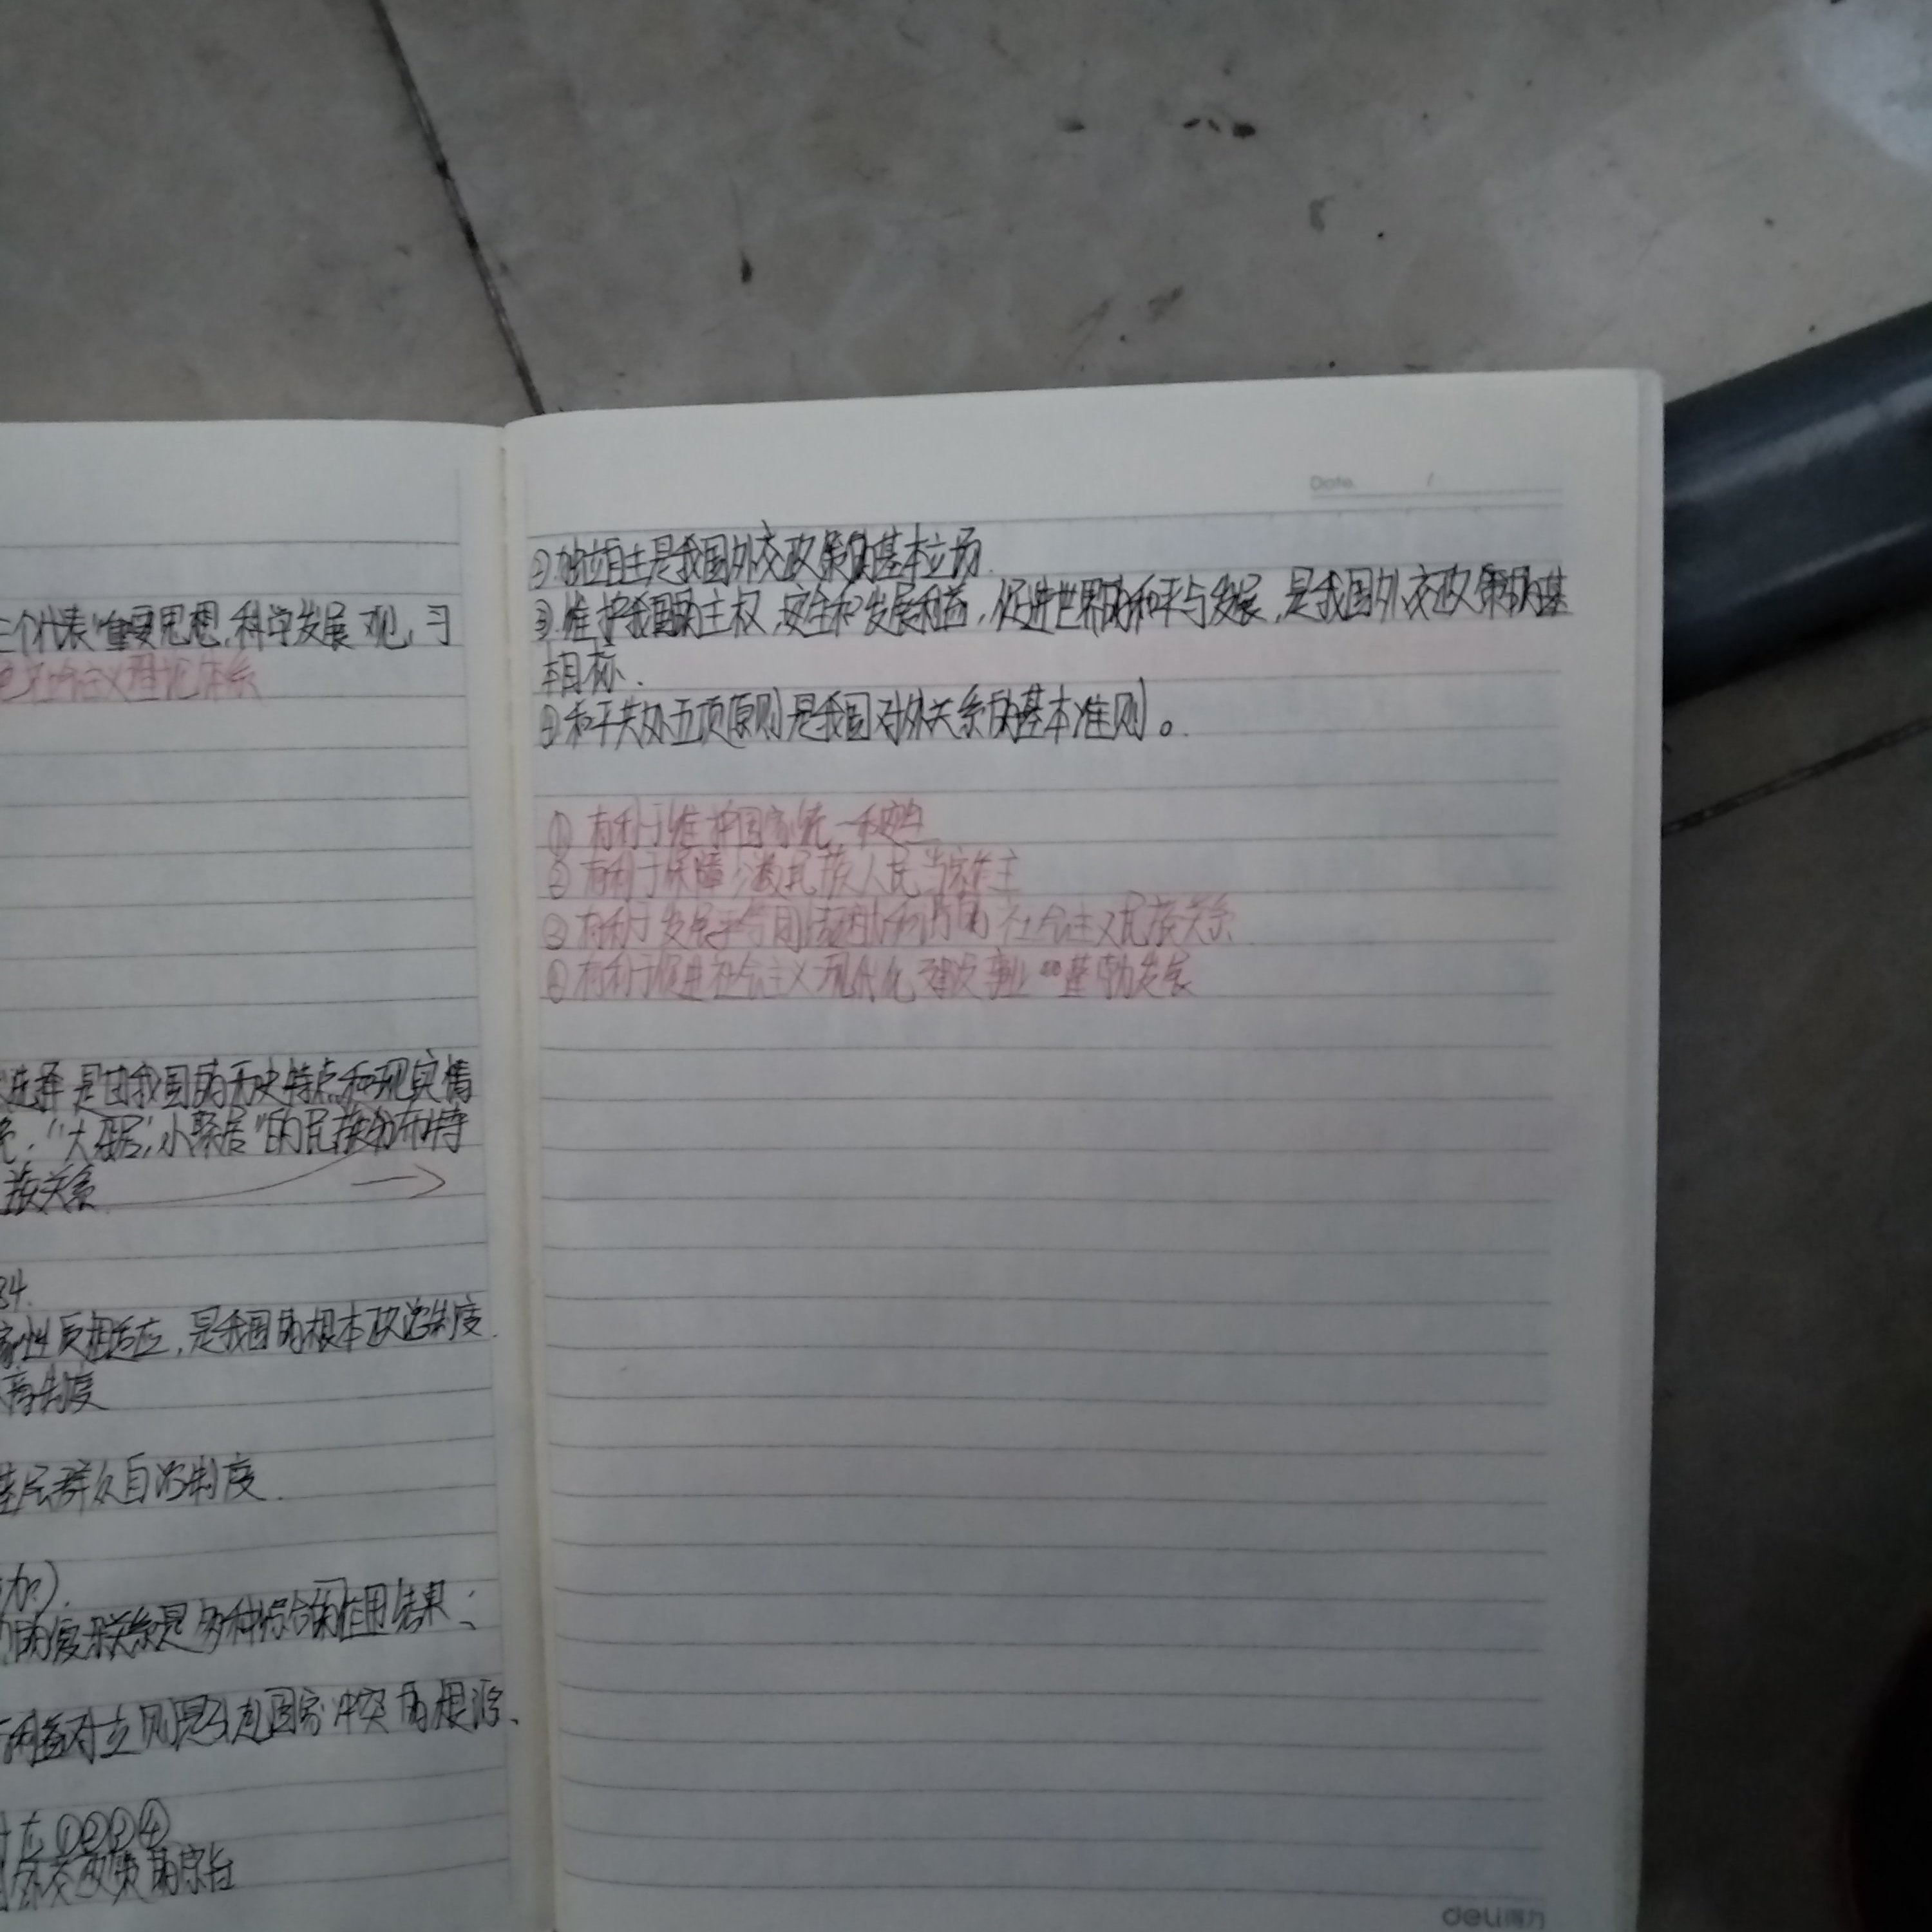 三个代表"重要思想,科学发展观,习
色社会主义理论体系
选择是由我国的历史特点和现实情
"大杂居,小聚居"的民族分布特
族关系
34.
家性质相适应,是我国的根本政治制度.
商制度
基层群众自治制度.
的复杂关系是多种综合的作用结果;
利益对立则是引起国家冲突的根源、
①②③④
外交政策的宗旨
Date. /
②.独立自主是我国外交政策的基本立场.
③.维护我国的主权,安全和发展利益,促进世界的和平与发展,是我国外交政策的基
本目标.
④和平共处五项原则是我国对外关系的基本准则。
① 有利于维护国家统一和安全
② 有利于保障少数民族人民当家作主
③ 有利于发展平等团结互助和谐的社会主义民族关系
④ 有利于促进社会主义现代化建设事业蓬勃发展
deli得力